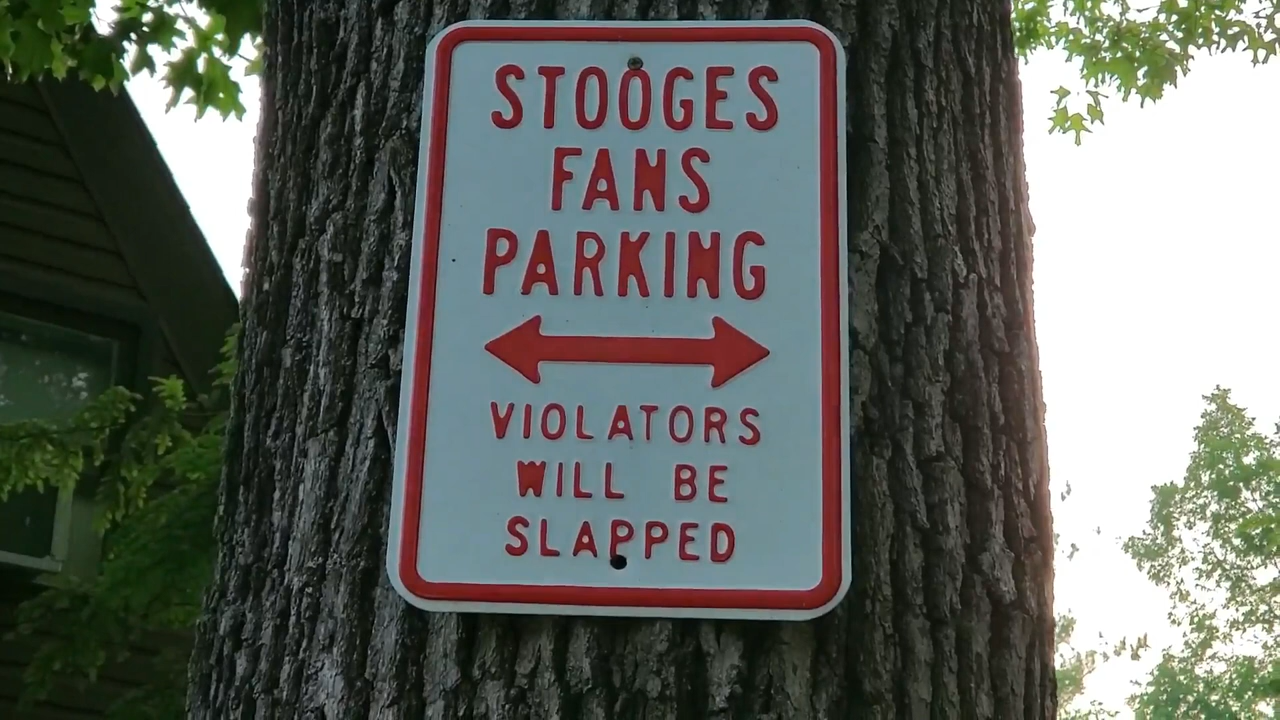 STOOGES
FANS
PARKING
VIOLATORS
WILL BE
SLAPPED